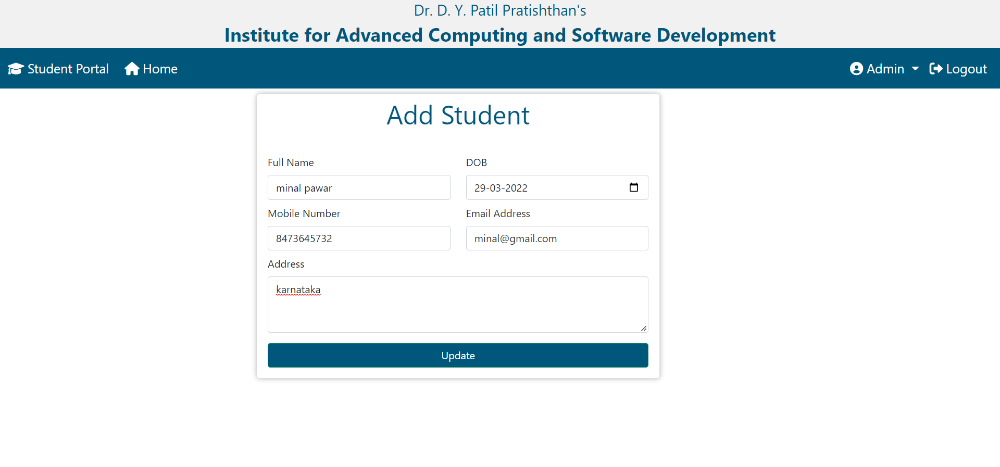 Dr. D. Y. Patil Pratishthan's
Institute for Advanced Computing and Software Development
Student Portal Home Admin Logout
Add Student
Full Name DOB
minal pawar 29-03-2022
Mobile Number Email Address
8473645732 minal@gmail.com
Address
karnataka
Update